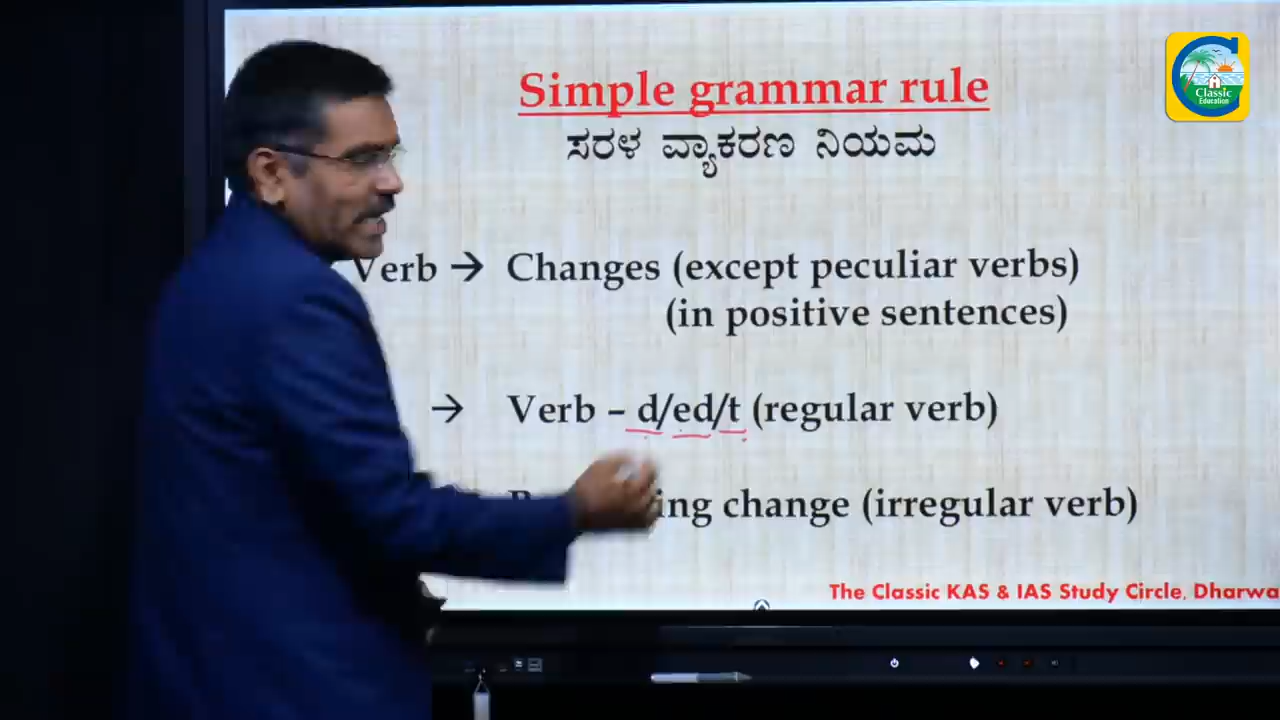 Classic
Education
Simple grammar rule
ಸರಳ ವ್ಯಾಕರಣ ನಿಯಮ
Verb → Changes (except peculiar verbs)
(in positive sentences)
→ Verb – d/ed/t (regular verb)
change (irregular verb)
The Classic KAS & IAS Study Circle, Dharwa